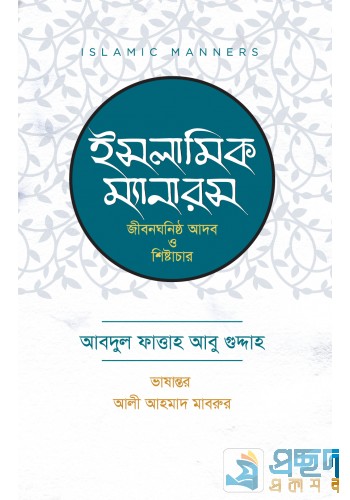 ISLAMIC MANNERS
ইসলামিক
ম্যানারস
জীবনঘনিষ্ঠ আদব
ও
শিষ্টাচার
আবদুল ফাত্তাহ আবু গুদ্দাহ
ভাষান্তর
আলী আহমাদ মাবরুর